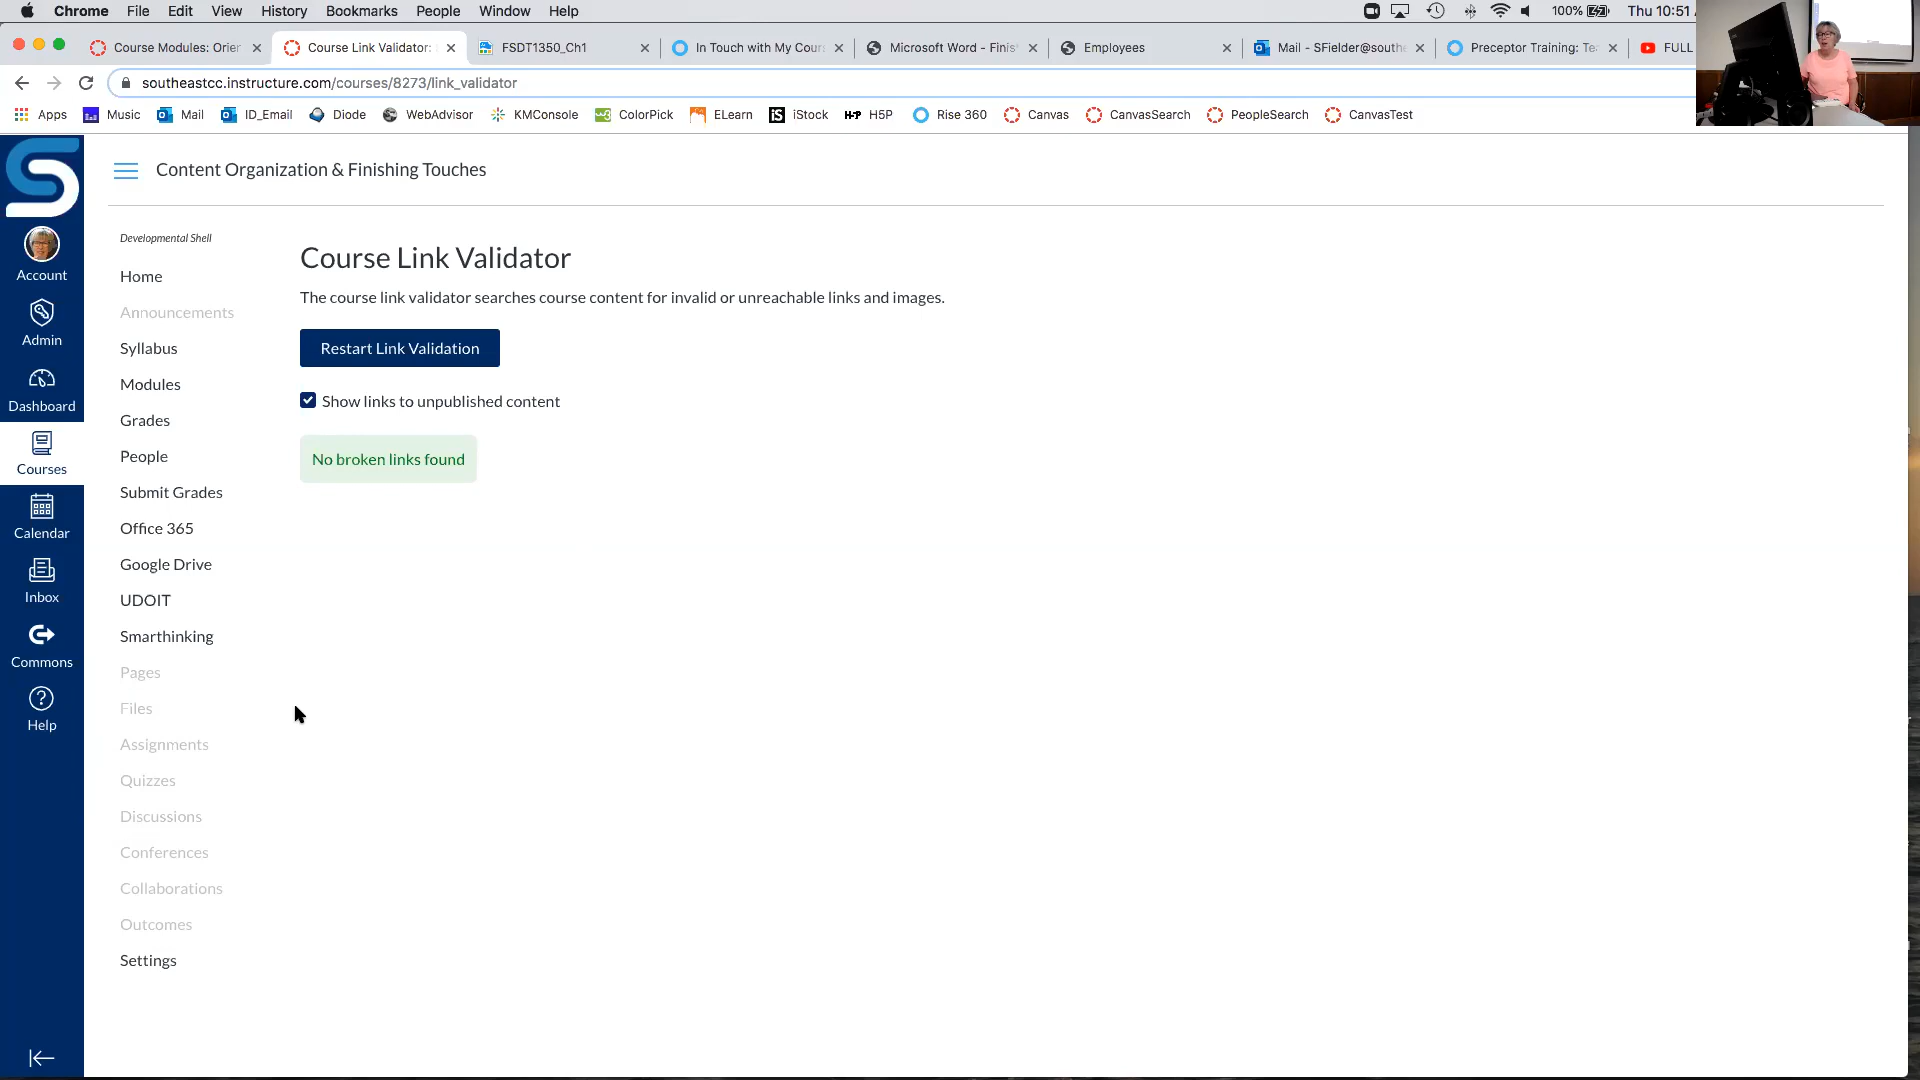 Chrome File Edit View History Bookmarks People Window Help 100% Thu 10:51
Course Modules: Orien Course Link Validator: FSDT1350_Ch1 In Touch with My Cour Microsoft Word - Finis Employees Mail - SFielder@southe Preceptor Training: Te FULL
southeastcc.instructure.com/courses/8273/link_validator
Apps Music Mail ID_Email Diode WebAdvisor KMConsole ColorPick ELearn iStock H5P Rise 360 Canvas CanvasSearch PeopleSearch CanvasTest
Content Organization & Finishing Touches
Account
Admin
Dashboard
Courses
Calendar
Inbox
Commons
Help
Developmental Shell
Home
Announcements
Syllabus
Modules
Grades
People
Submit Grades
Office 365
Google Drive
UDOIT
Smarthinking
Pages
Files
Assignments
Quizzes
Discussions
Conferences
Collaborations
Outcomes
Settings
Course Link Validator
The course link validator searches course content for invalid or unreachable links and images.
Restart Link Validation
Show links to unpublished content
No broken links found